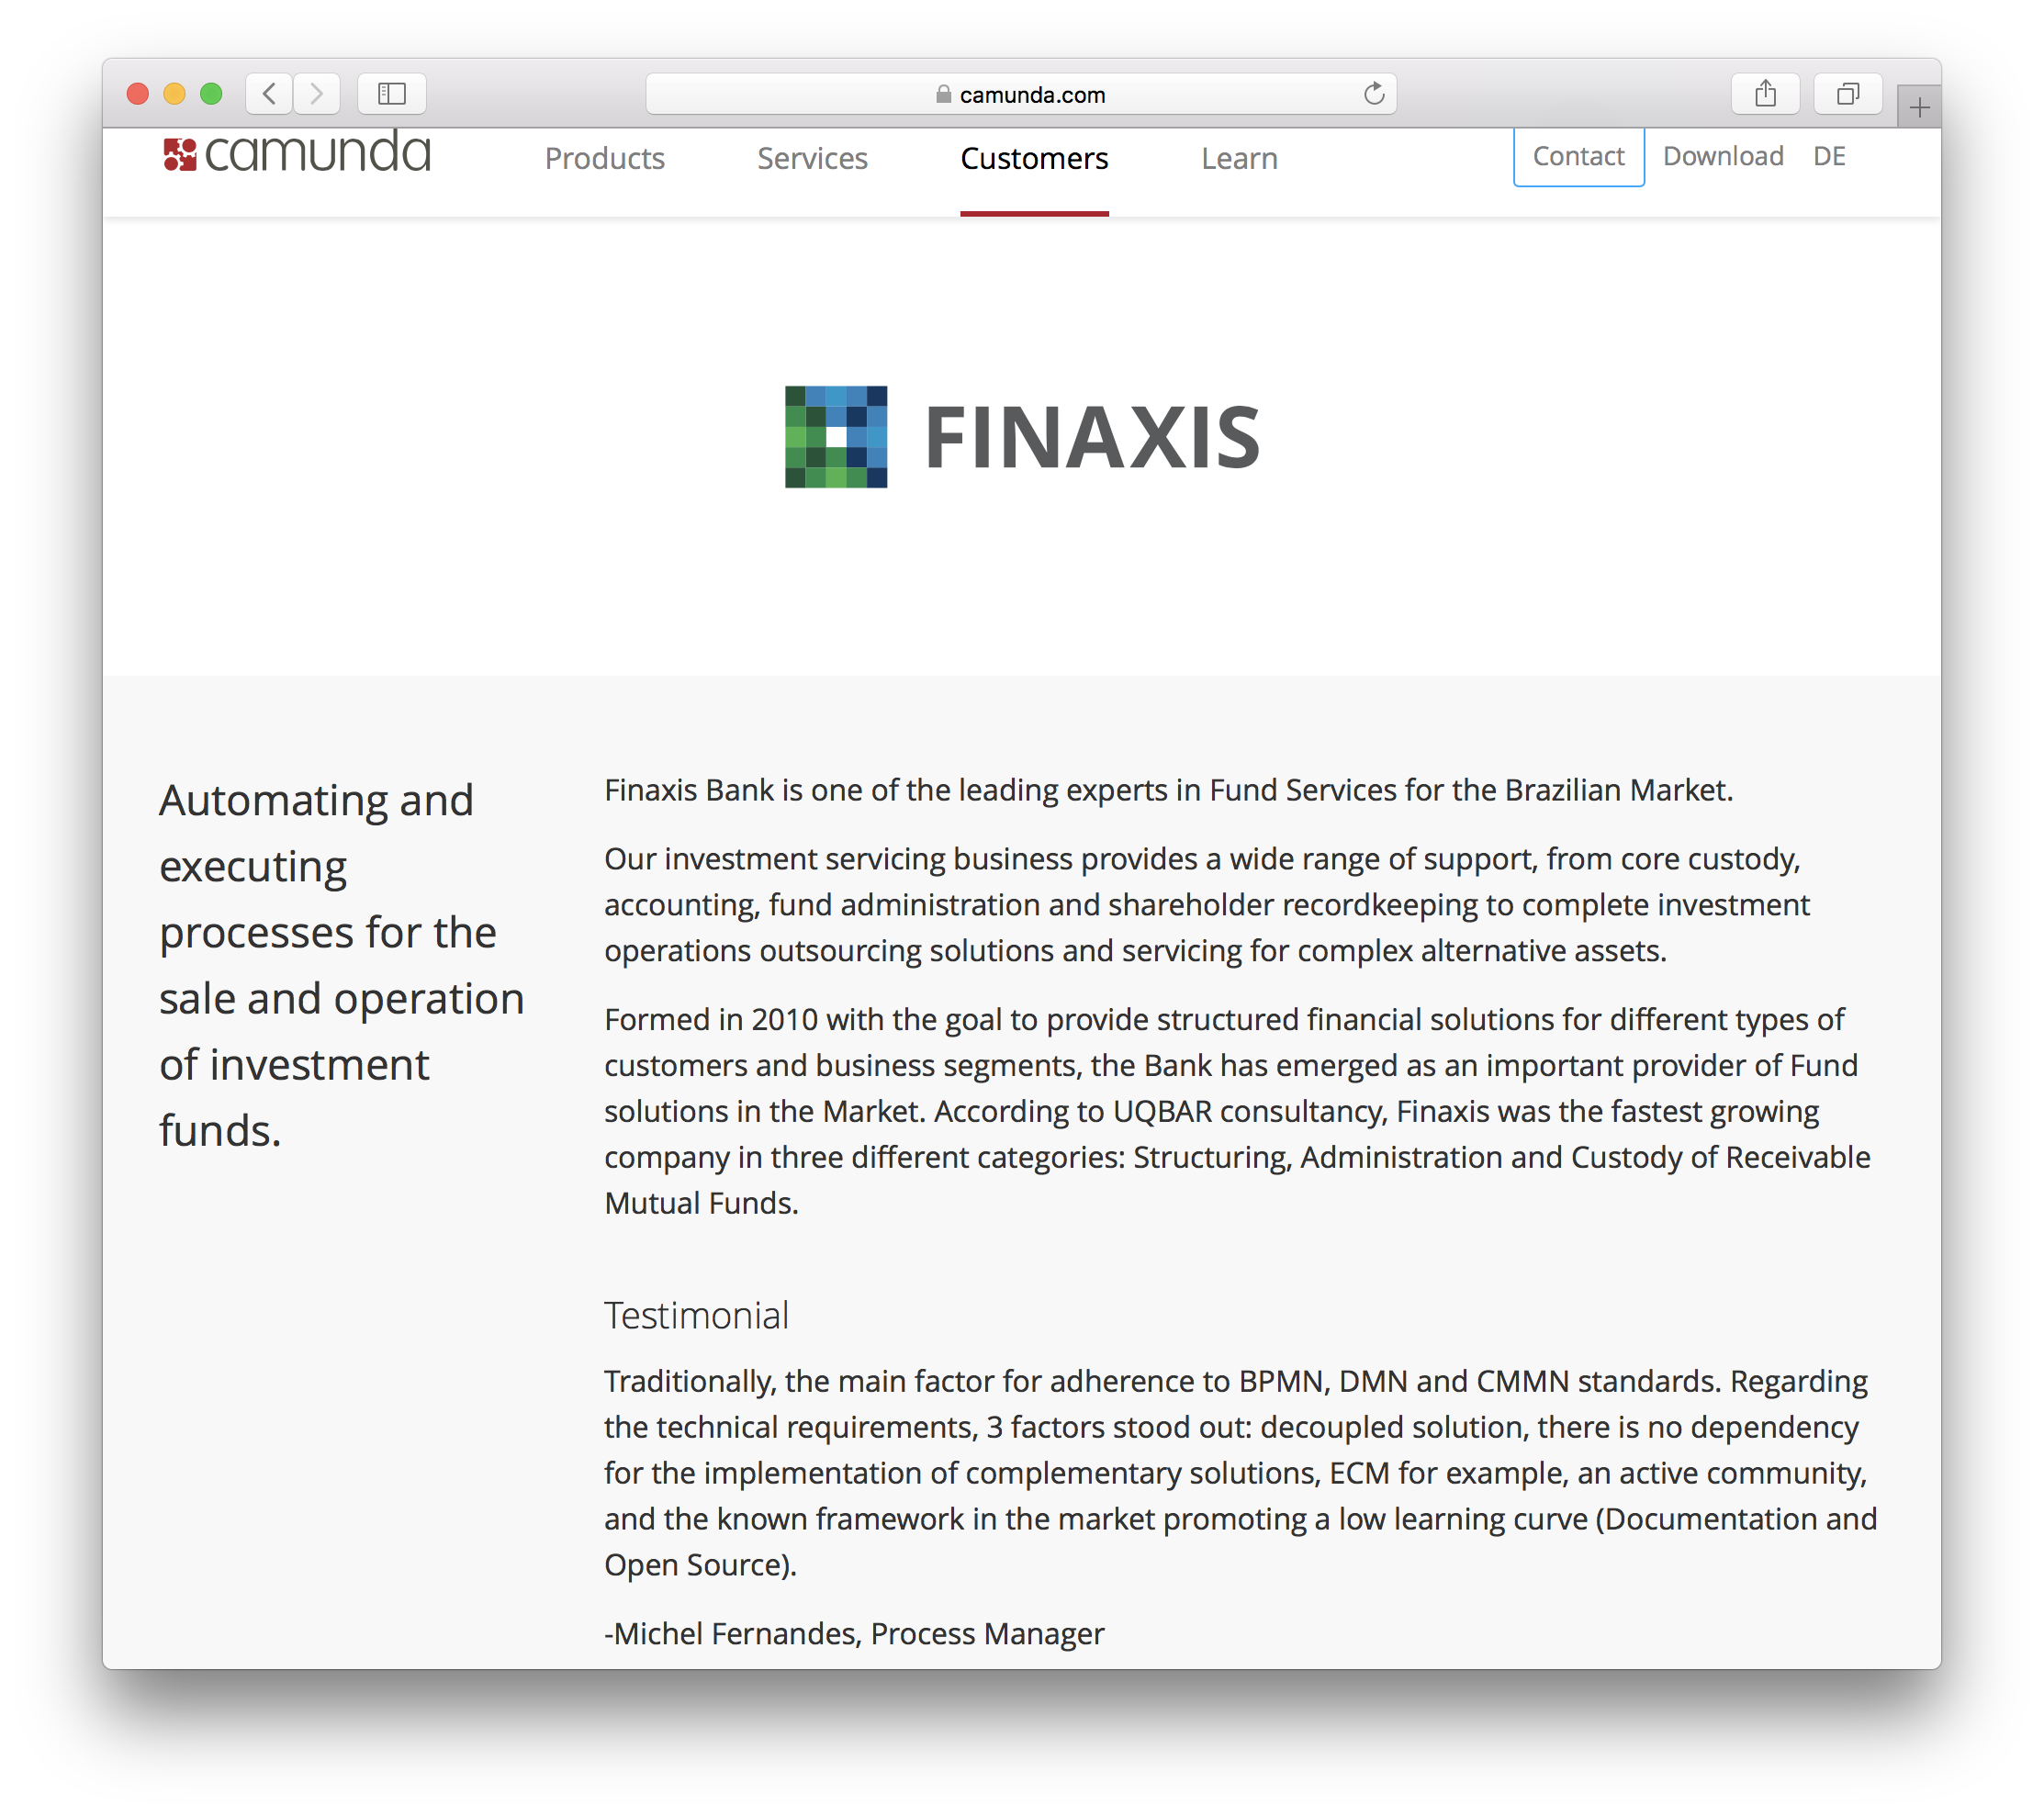 camunda.com
camunda
Products
Services
Customers
Learn
Contact
Download
DE
FINAXIS
Automating and
executing
processes for the
sale and operation
of investment
funds.
Finaxis Bank is one of the leading experts in Fund Services for the Brazilian Market.
Our investment servicing business provides a wide range of support, from core custody,
accounting, fund administration and shareholder recordkeeping to complete investment
operations outsourcing solutions and servicing for complex alternative assets.
Formed in 2010 with the goal to provide structured financial solutions for different types of
customers and business segments, the Bank has emerged as an important provider of Fund
solutions in the Market. According to UQBAR consultancy, Finaxis was the fastest growing
company in three different categories: Structuring, Administration and Custody of Receivable
Mutual Funds.
Testimonial
Traditionally, the main factor for adherence to BPMN, DMN and CMMN standards. Regarding
the technical requirements, 3 factors stood out: decoupled solution, there is no dependency
for the implementation of complementary solutions, ECM for example, an active community,
and the known framework in the market promoting a low learning curve (Documentation and
Open Source).
-Michel Fernandes, Process Manager